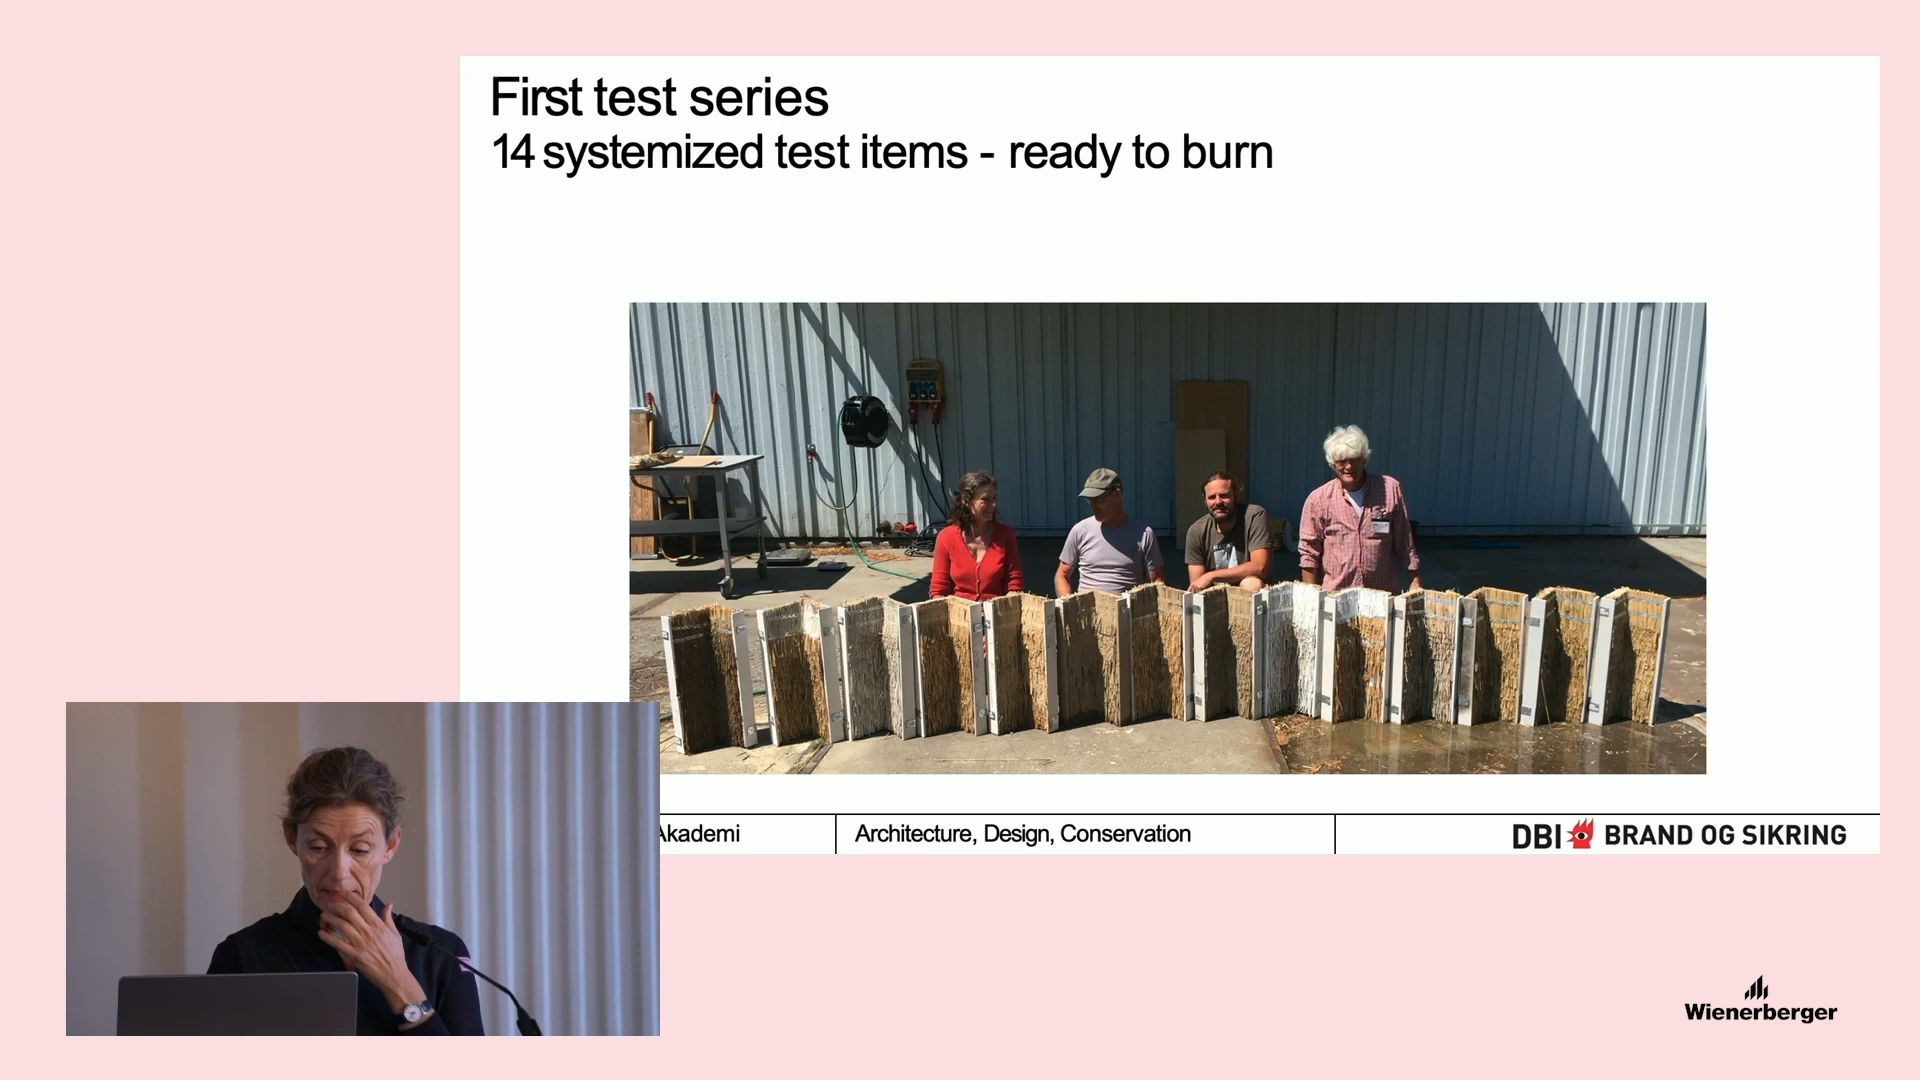 First test series
14 systemized test items - ready to burn
Akademi
Architecture, Design, Conservation
DBI BRAND OG SIKRING
Wienerberger